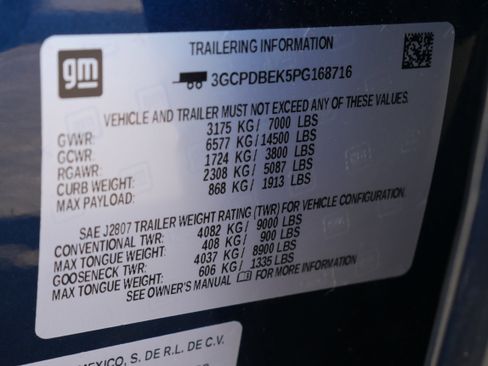 gm
TRAILERING INFORMATION
3GCPDBEK5PG168716
VEHICLE AND TRAILER MUST NOT EXCEED ANY OF THESE VALUES.
GVWR: 3175 KG/ 7000 LBS
GCWR: 6577 KG/14500 LBS
RGAWR: 1724 KG/ 3800 LBS
CURB WEIGHT: 2308 KG/ 5087 LBS
MAX PAYLOAD: 868 KG/ 1913 LBS
SAE J2807 TRAILER WEIGHT RATING (TWR) FOR VEHICLE CONFIGURATION.
CONVENTIONAL TWR: 4082 KG/ 9000 LBS
MAX TONGUE WEIGHT: 408 KG/ 900 LBS
GOOSENECK TWR: 4037 KG/ 8900 LBS
MAX TONGUE WEIGHT: 606 KG/ 1335 LBS
SEE OWNER'S MANUAL FOR MORE INFORMATION
MEXICO, S. DE R.L. DE C.V.